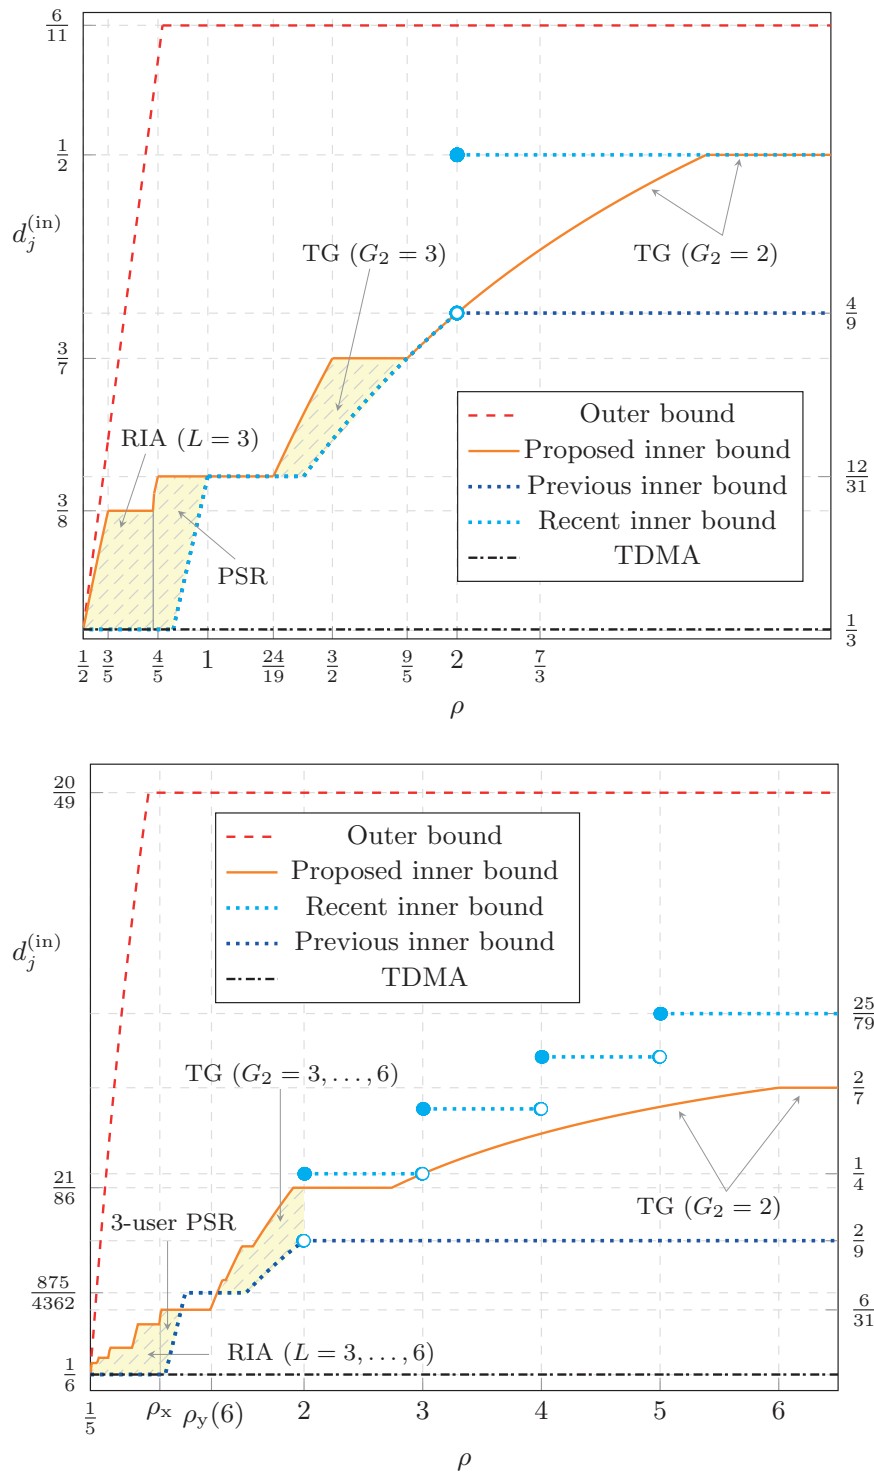 6/11
1/2
d_j^(in)
TG (G_2 = 3)
TG (G_2 = 2)
4/9
3/7
RIA (L = 3)
Outer bound
Proposed inner bound
Previous inner bound
Recent inner bound
TDMA
12/31
3/8
PSR
1/3
1/2 3/5 4/5 1 24/19 3/2 9/5 2 7/3
ρ
20/49
Outer bound
Proposed inner bound
Recent inner bound
Previous inner bound
TDMA
d_j^(in)
25/79
TG (G_2 = 3, . . . , 6)
2/7
21/86
1/4
TG (G_2 = 2)
3-user PSR
2/9
875/4362
6/31
RIA (L = 3, . . . , 6)
1/6
1/5 ρ_x ρ_y(6) 2 3 4 5 6
ρ